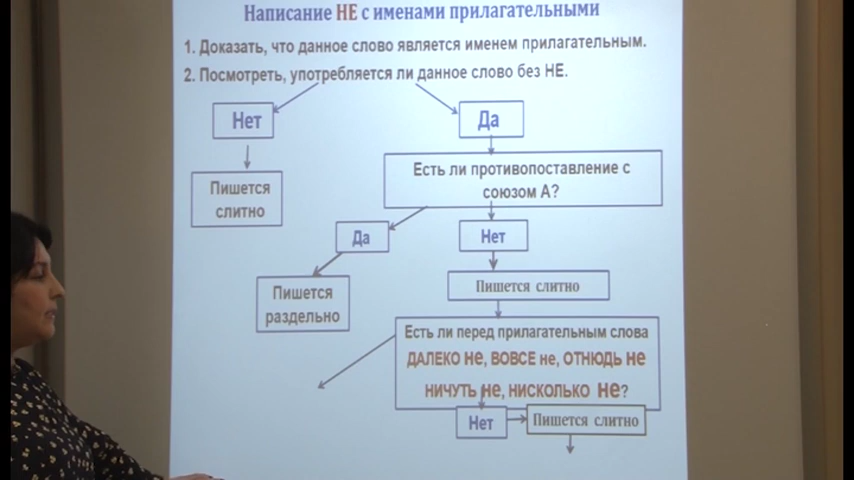 Написание НЕ с именами прилагательными
1. Доказать, что данное слово является именем прилагательным.
2. Посмотреть, употребляется ли данное слово без НЕ.
Нет
Да
Пишется
слитно
Есть ли противопоставление с
союзом А?
Да
Нет
Пишется
раздельно
Пишется слитно
Есть ли перед прилагательным слова
ДАЛЕКО не, ВОВСЕ не, ОТНЮДЬ не
НИЧУТЬ не, НИСКОЛЬКО не?
Нет
Пишется слитно